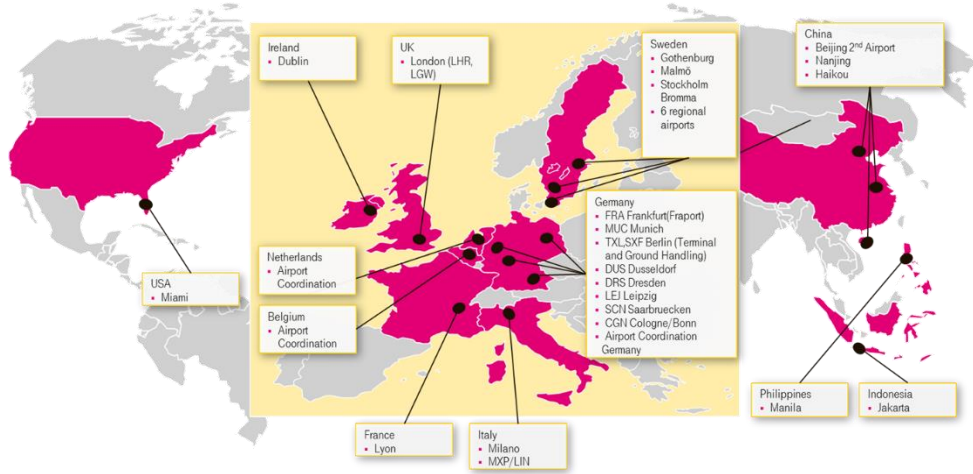 Ireland
Dublin
UK
London (LHR,
LGW)
Sweden
Gothenburg
Malmö
Stockholm
Bromma
6 regional
airports
China
Beijing 2nd Airport
Nanjing
Haikou
Germany
FRA Frankfurt(Fraport)
MUC Munich
TXL,SXF Berlin (Terminal
and Ground Handling)
DUS Dusseldorf
DRS Dresden
LEJ Leipzig
SCN Saarbruecken
CGN Cologne/Bonn
Airport Coordination
Germany
Netherlands
Airport
Coordination
USA
Miami
Belgium
Airport
Coordination
Philippines
Manila
Indonesia
Jakarta
France
Lyon
Italy
Milano
MXP/LIN